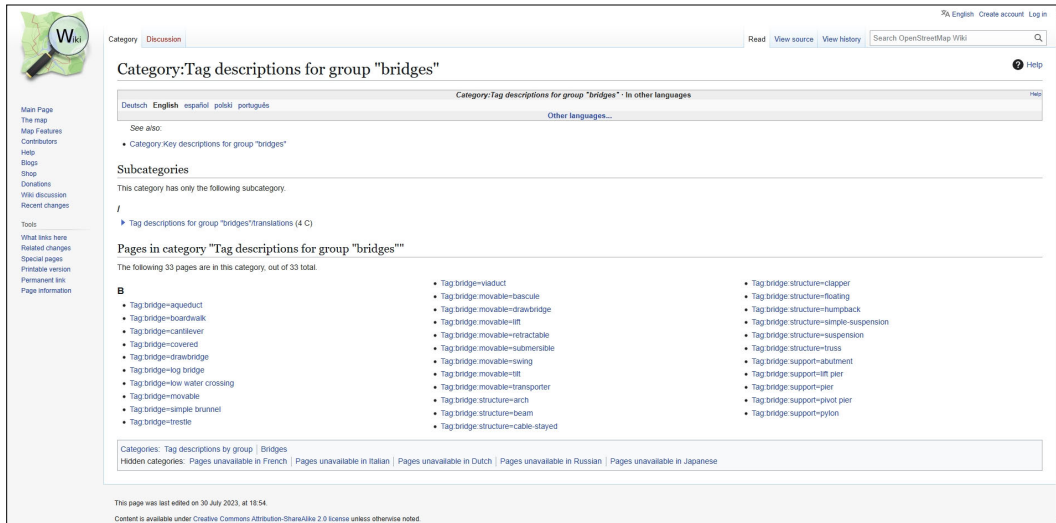 English Create account Log in
Wiki
Category Discussion
Read View source View history Search OpenStreetMap Wiki
Category:Tag descriptions for group "bridges"
Help
Category:Tag descriptions for group "bridges" · In other languages
Help
Deutsch English español polski português
Other languages...
See also:
Category:Key descriptions for group "bridges"
Subcategories
This category has only the following subcategory.
/
Tag descriptions for group "bridges"/translations (4 C)
Pages in category "Tag descriptions for group "bridges""
The following 33 pages are in this category, out of 33 total.
B
Tag:bridge=aqueduct
Tag:bridge=boardwalk
Tag:bridge=cantilever
Tag:bridge=covered
Tag:bridge=drawbridge
Tag:bridge=log bridge
Tag:bridge=low water crossing
Tag:bridge=movable
Tag:bridge=simple brunnel
Tag:bridge=trestle
Tag:bridge=viaduct
Tag:bridge:movable=bascule
Tag:bridge:movable=drawbridge
Tag:bridge:movable=lift
Tag:bridge:movable=retractable
Tag:bridge:movable=submersible
Tag:bridge:movable=swing
Tag:bridge:movable=tilt
Tag:bridge:movable=transporter
Tag:bridge:structure=arch
Tag:bridge:structure=beam
Tag:bridge:structure=cable-stayed
Tag:bridge:structure=clapper
Tag:bridge:structure=floating
Tag:bridge:structure=humpback
Tag:bridge:structure=simple-suspension
Tag:bridge:structure=suspension
Tag:bridge:structure=truss
Tag:bridge:support=abutment
Tag:bridge:support=lift pier
Tag:bridge:support=pier
Tag:bridge:support=pivot pier
Tag:bridge:support=pylon
Categories: Tag descriptions by group | Bridges
Hidden categories: Pages unavailable in French | Pages unavailable in Italian | Pages unavailable in Dutch | Pages unavailable in Russian | Pages unavailable in Japanese
Main Page
The map
Map Features
Contributors
Help
Blogs
Shop
Donations
Wiki discussion
Recent changes
Tools
What links here
Related changes
Special pages
Printable version
Permanent link
Page information
This page was last edited on 30 July 2023, at 18:54.
Content is available under Creative Commons Attribution-ShareAlike 2.0 license unless otherwise noted.